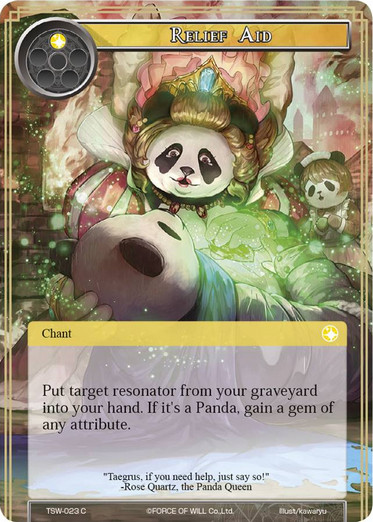 Relief Aid
Chant
Put target resonator from your graveyard
into your hand. If it's a Panda, gain a gem of
any attribute.
"Taegrus, if you need help, just say so!"
-Rose Quartz, the Panda Queen
TSW-023 C ©FORCE OF WILL Co.,Ltd. Illust/kawaryu